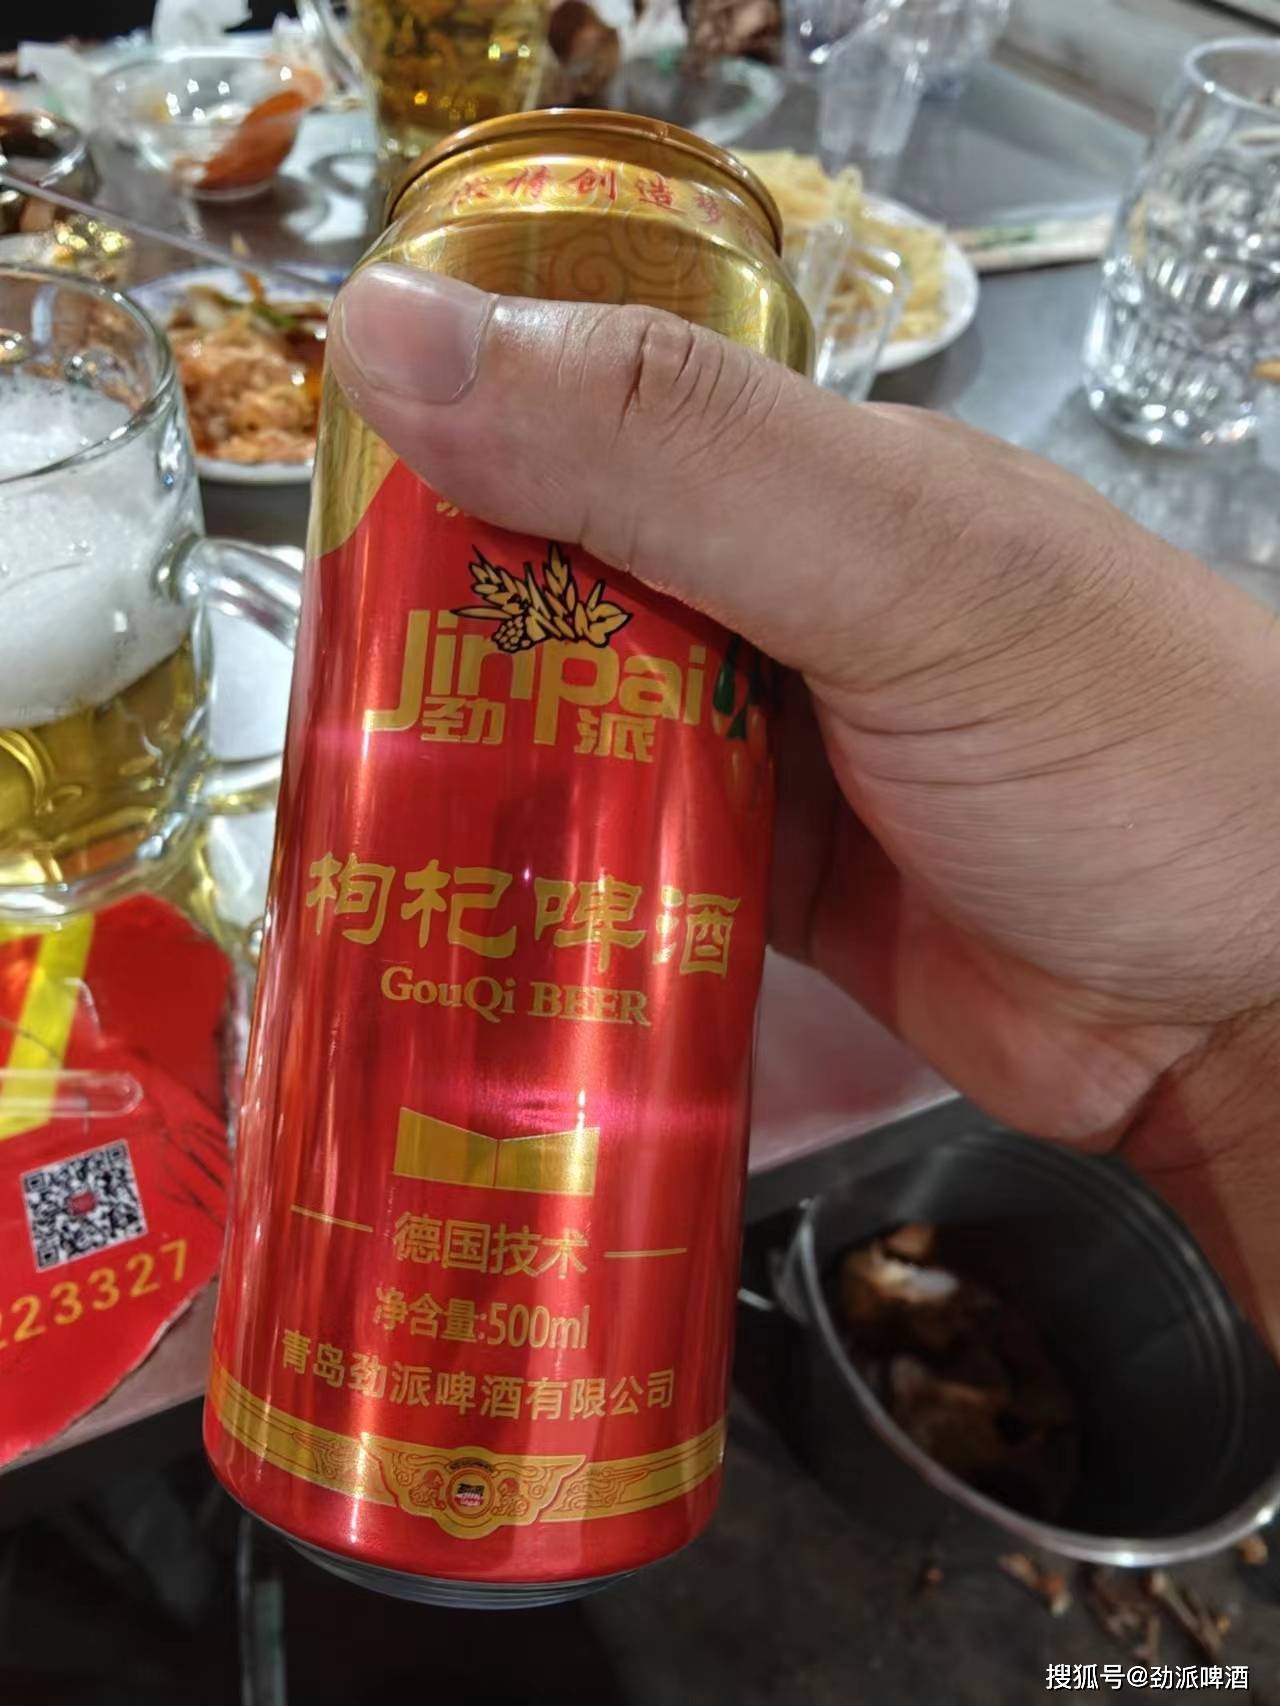 情创造梦
Jinpai
劲派
枸杞啤酒
GouQi BEER
德国技术
净含量:500ml
青岛劲派啤酒有限公司
223327
搜狐号@劲派啤酒